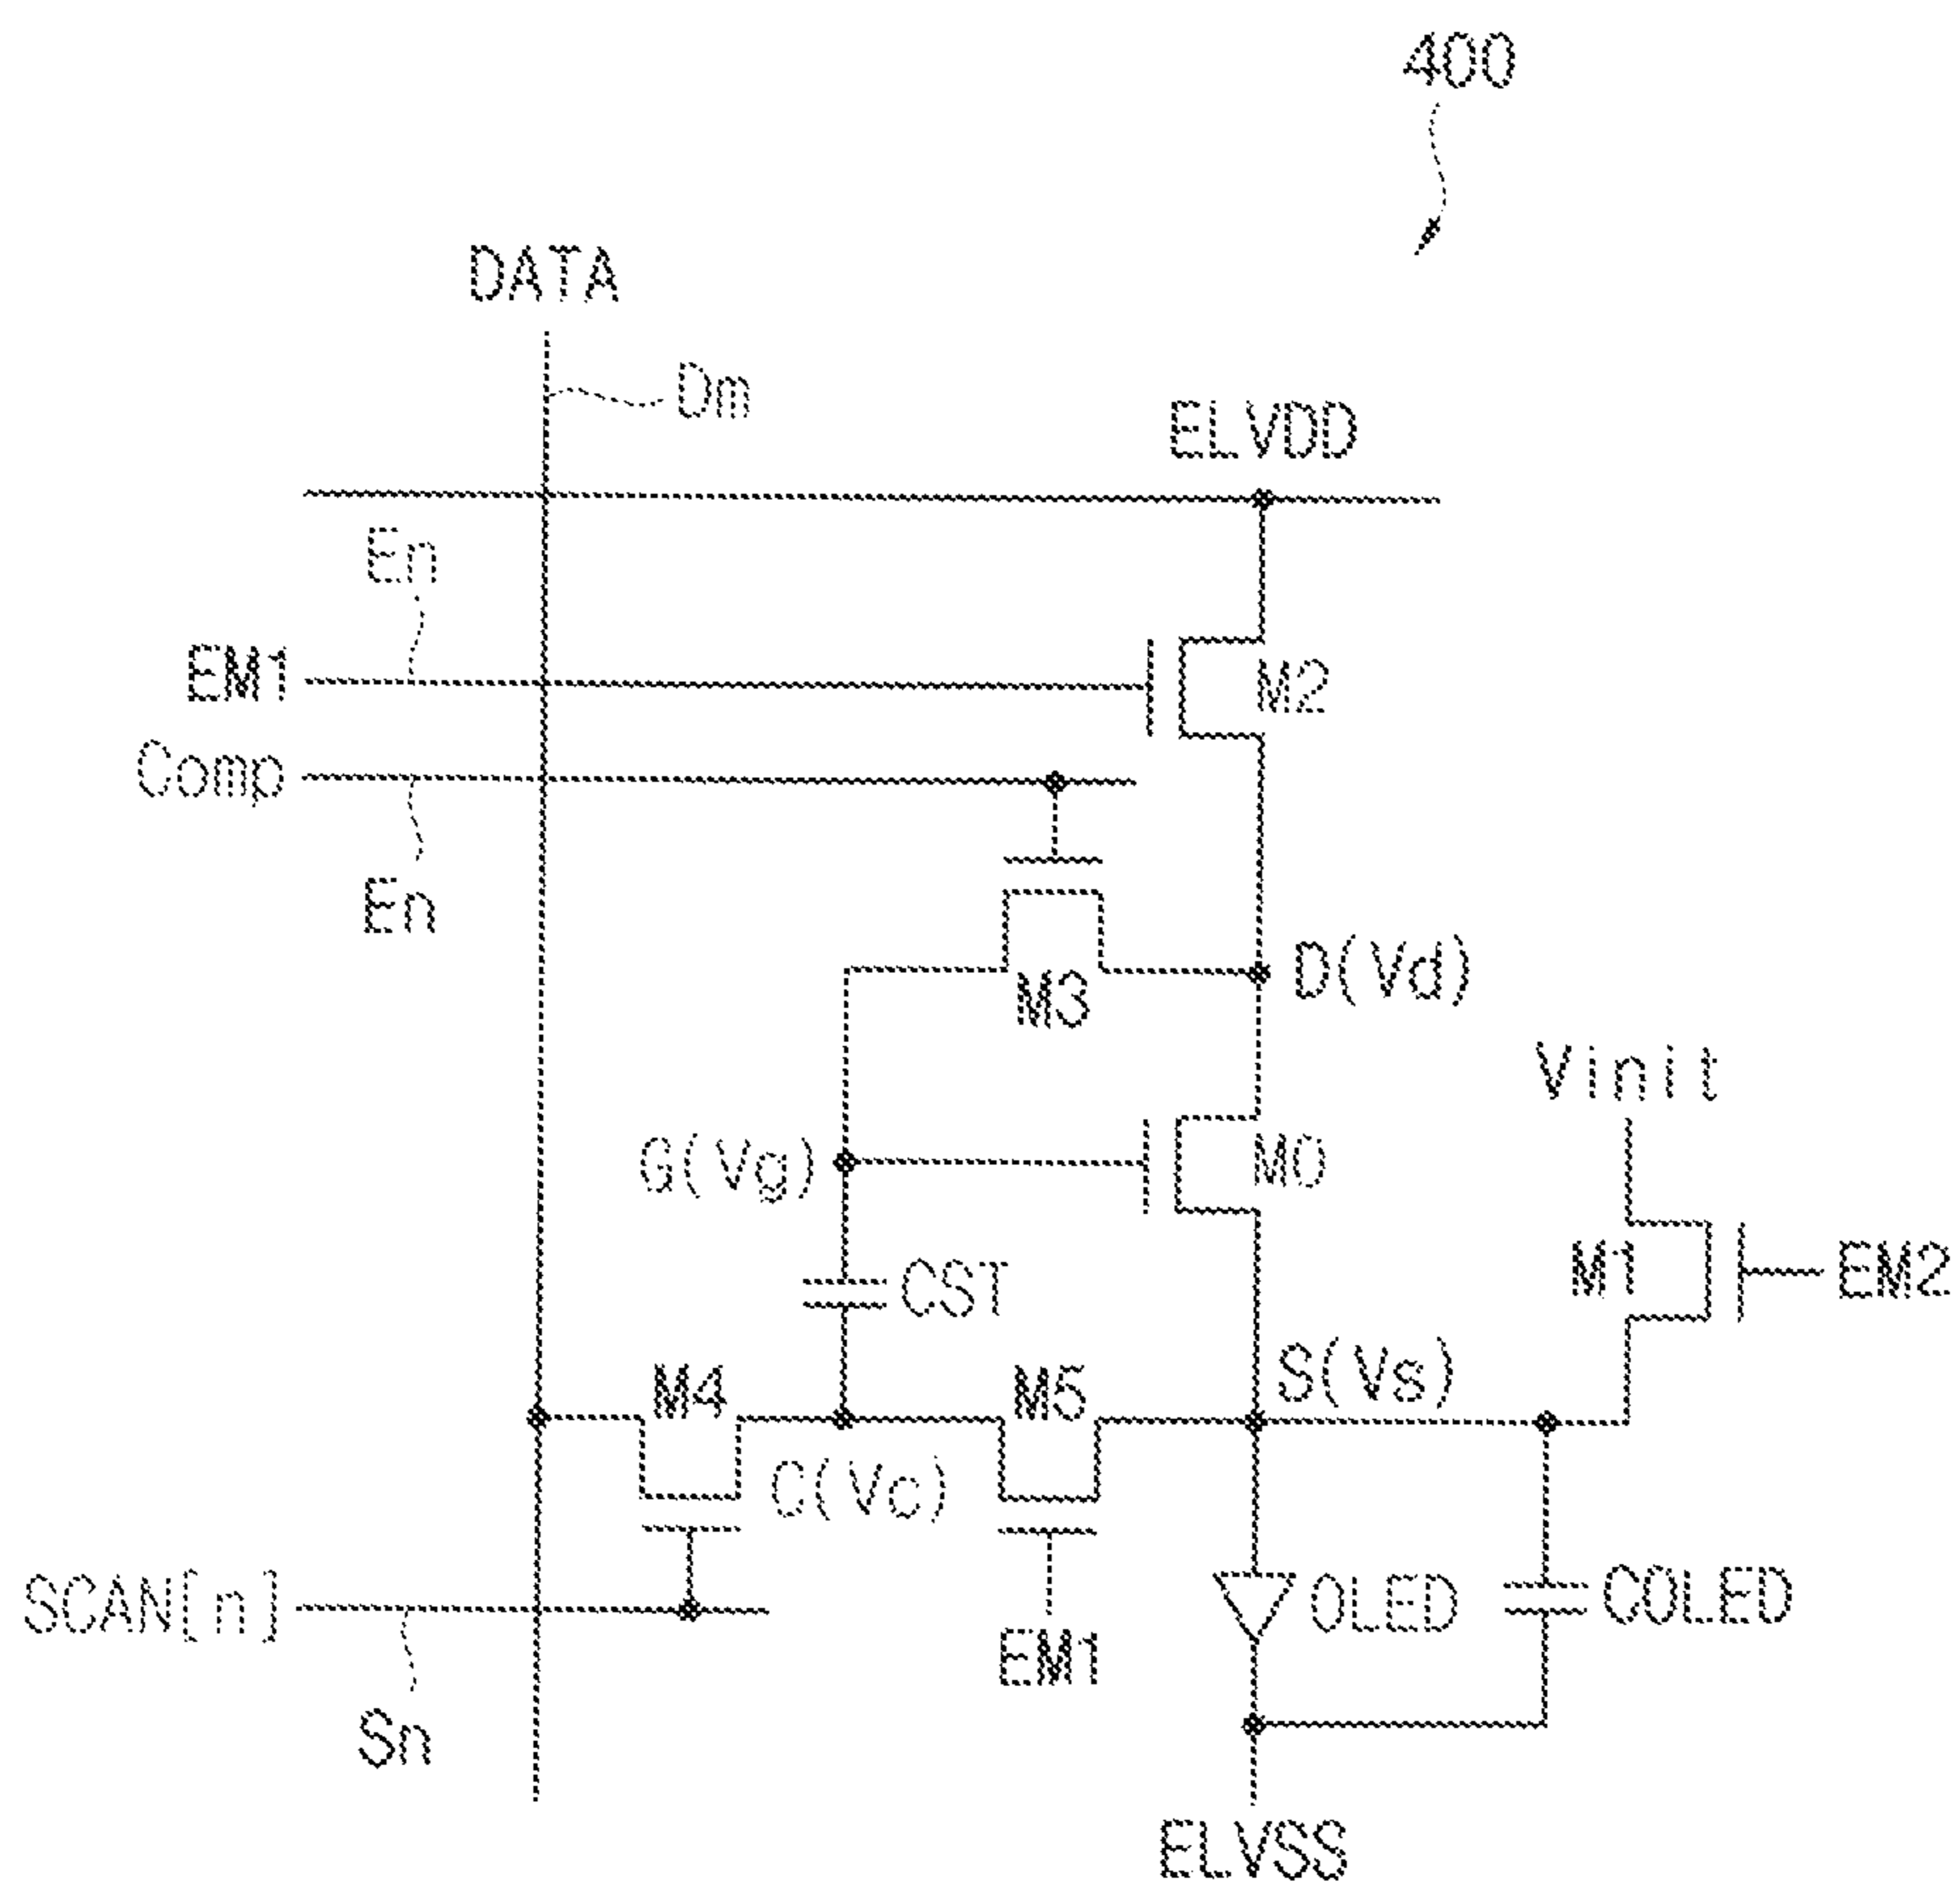 400
DATA
Dm
ELVDD
En
EM1
M2
Comp
En
D(Vd)
M3
Vinit
G(Vg)
M0
M1
EM2
CST
S(Vs)
M4
M5
C(Vc)
SCAN[n]
OLED
COLED
EM1
Sn
ELVSS